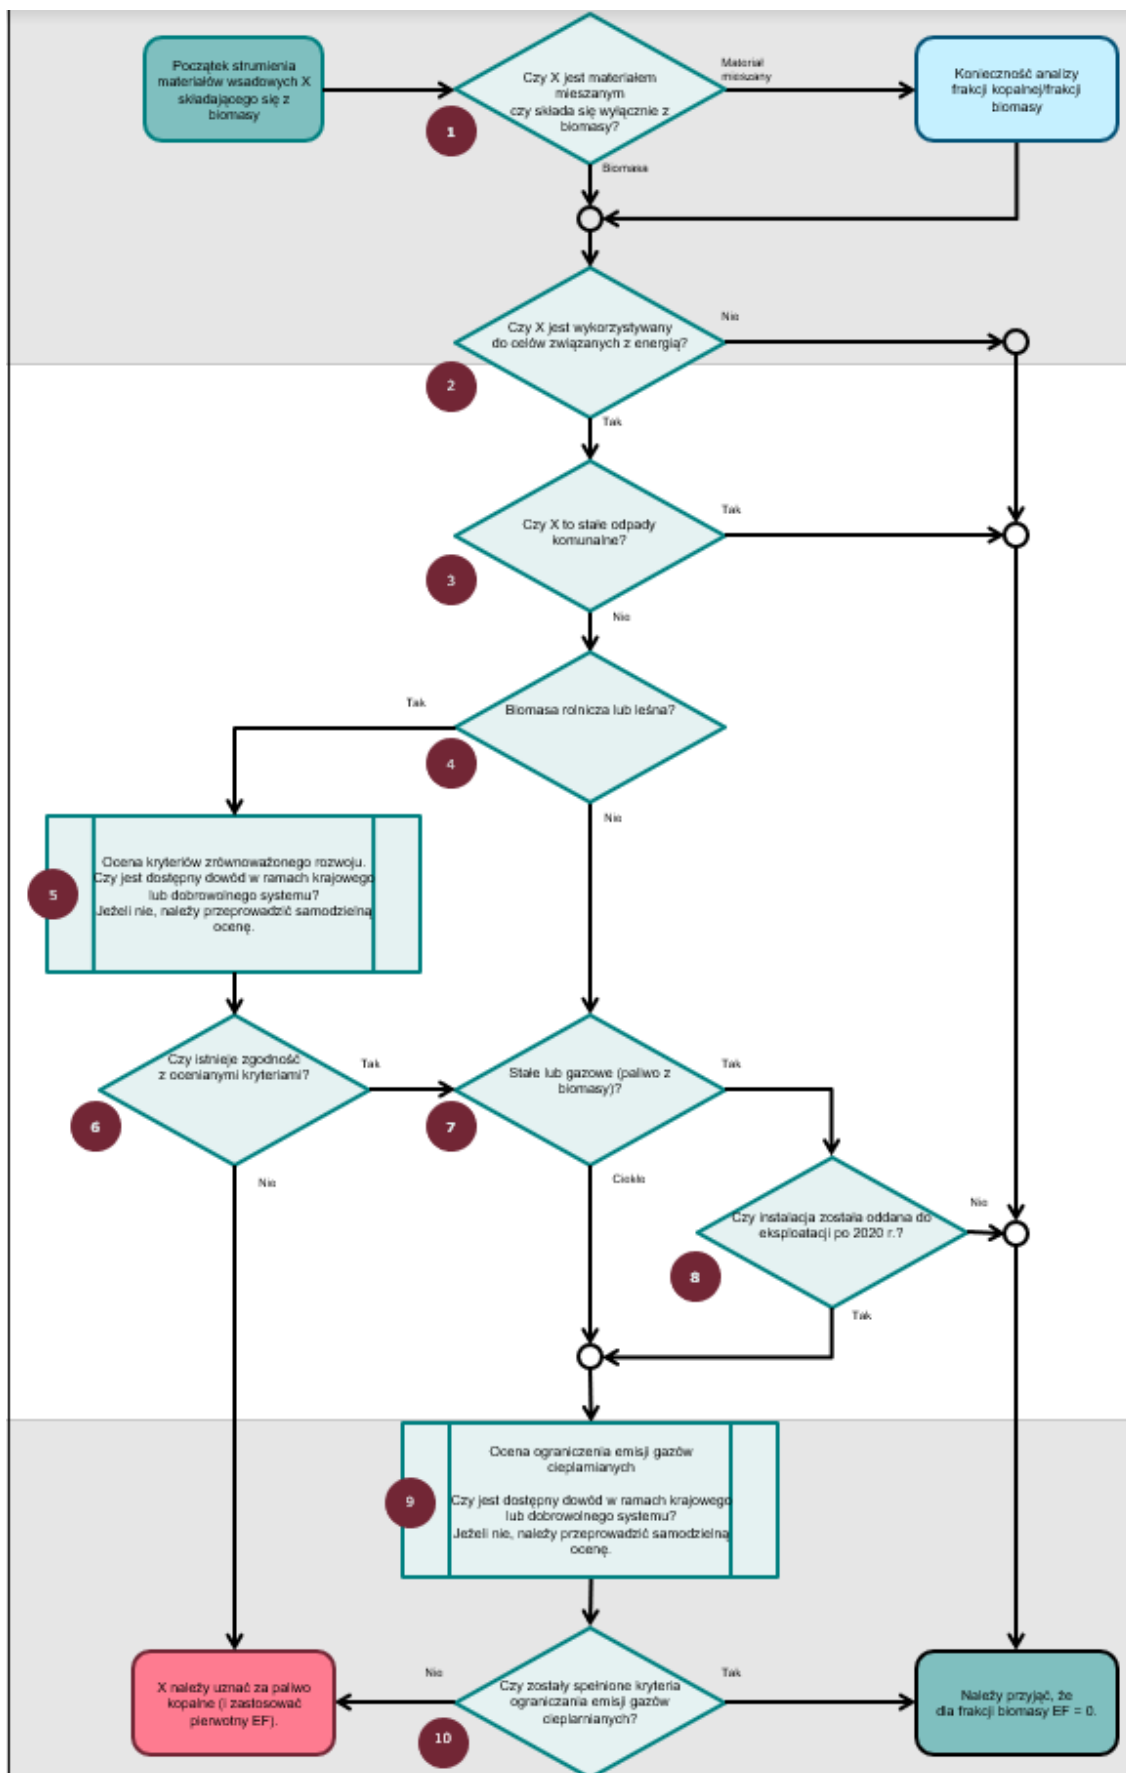 Początek strumienia
materiałów wsadowych X
składającego się z
biomasy
1
Czy X jest materiałem
mieszanym
czy składa się wyłącznie z
biomasy?
Materiał
mieszany
Konieczność analizy
frakcji kopalnej/frakcji
biomasy
Biomasa
2
Czy X jest wykorzystywany
do celów związanych z energią?
Nie
Tak
3
Czy X to stałe odpady
komunalne?
Tak
Nie
4
Biomasa rolnicza lub leśna?
Tak
Nie
5
Ocena kryteriów zrównoważonego rozwoju.
Czy jest dostępny dowód w ramach krajowego
lub dobrowolnego systemu?
Jeżeli nie, należy przeprowadzić samodzielną
ocenę.
6
Czy istnieje zgodność
z ocenianymi kryteriami?
Tak
Nie
7
Stałe lub gazowe (paliwo z
biomasy)?
Tak
Ciekłe
8
Czy instalacja została oddana do
eksploatacji po 2020 r.?
Nie
Tak
9
Ocena ograniczenia emisji gazów
cieplarnianych
Czy jest dostępny dowód w ramach krajowego
lub dobrowolnego systemu?
Jeżeli nie, należy przeprowadzić samodzielną
ocenę.
10
Czy zostały spełnione kryteria
ograniczania emisji gazów
cieplarnianych?
Nie
Tak
X należy uznać za paliwo
kopalne (i zastosować
pierwotny EF).
Należy przyjąć, że
dla frakcji biomasy EF = 0.